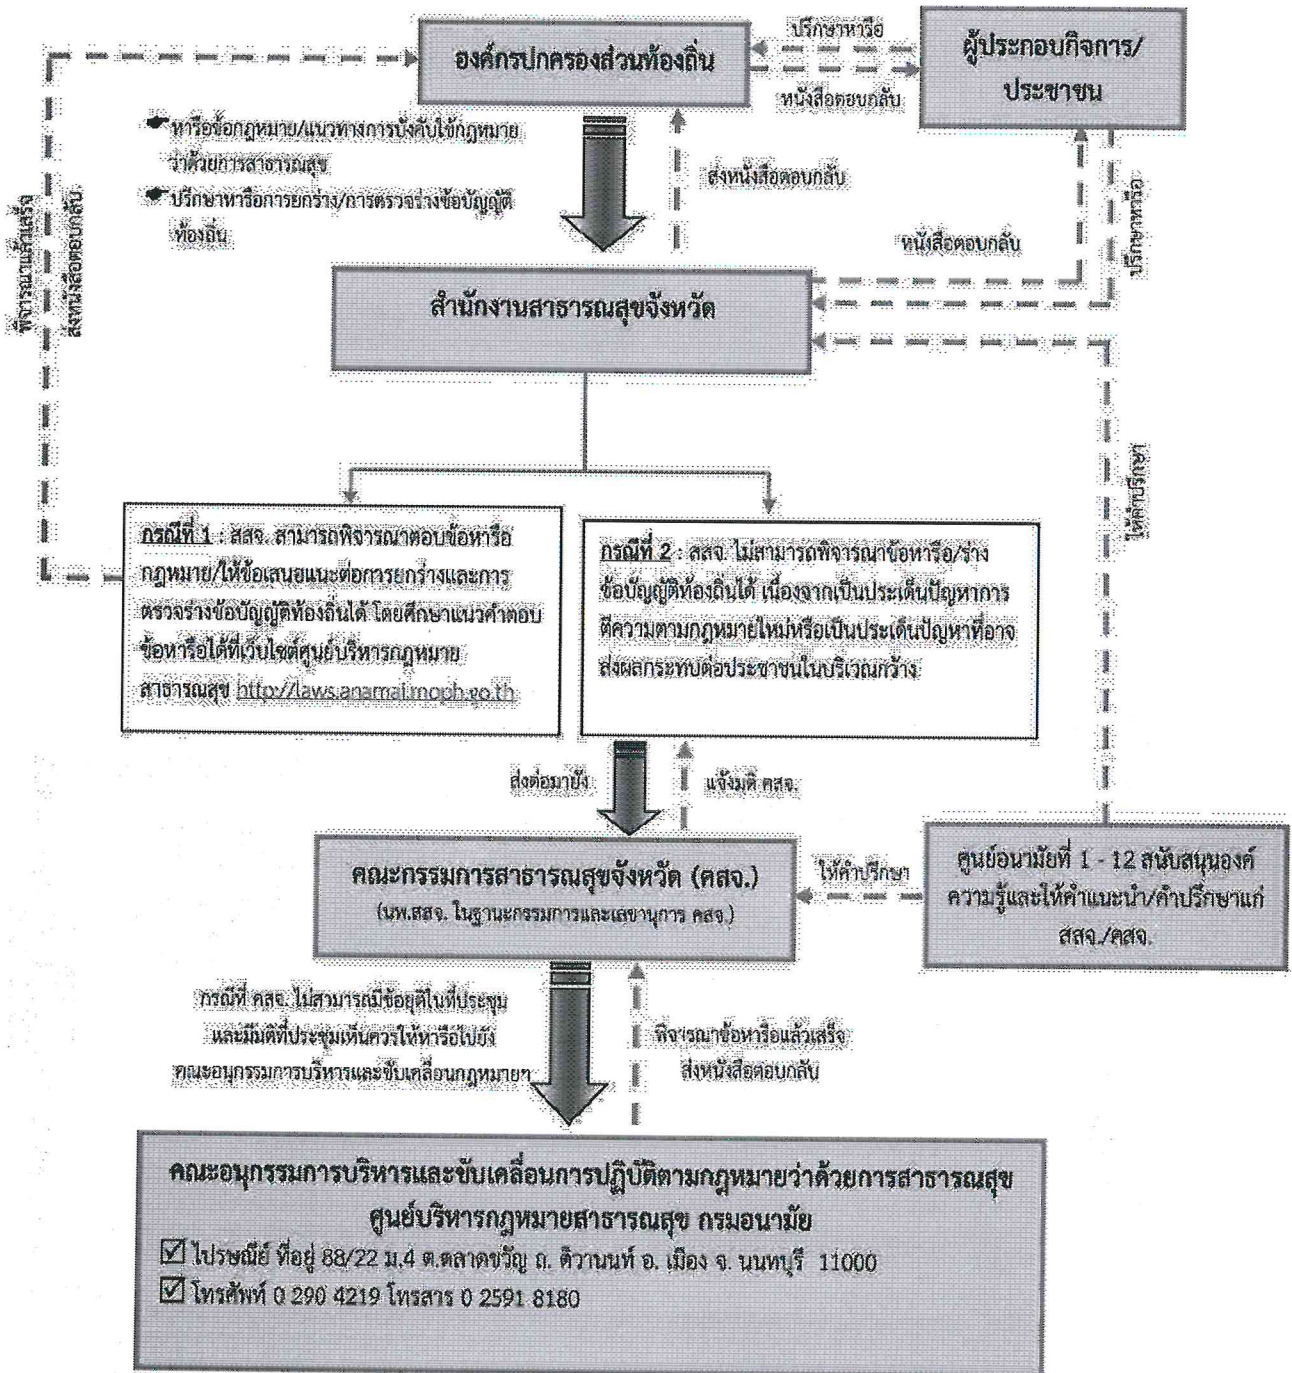 องค์กรปกครองส่วนท้องถิ่น
ปรึกษาหารือ
หนังสือตอบกลับ
ผู้ประกอบกิจการ/
ประชาชน
หารือข้อกฎหมาย/แนวทางการบังคับใช้กฎหมาย
ว่าด้วยการสาธารณสุข
ปรึกษาหารือการยกร่าง/การตรวจร่างข้อบัญญัติ
ท้องถิ่น
ส่งหนังสือตอบกลับ
หนังสือตอบกลับ
ปรึกษาหารือ
พิจารณาแล้วเสร็จ
ส่งหนังสือตอบกลับ
สำนักงานสาธารณสุขจังหวัด
ให้คำปรึกษา
กรณีที่ 1 : สสจ. สามารถพิจารณาตอบข้อหารือ
กฎหมาย/ให้ข้อเสนอแนะต่อการยกร่างและการ
ตรวจร่างข้อบัญญัติท้องถิ่นได้ โดยศึกษาแนวคำตอบ
ข้อหารือได้ที่เว็บไซต์ศูนย์บริหารกฎหมาย
สาธารณสุข http://laws.anamai.moph.go.th
กรณีที่ 2 : สสจ. ไม่สามารถพิจารณาข้อหารือ/ร่าง
ข้อบัญญัติท้องถิ่นได้ เนื่องจากเป็นประเด็นปัญหาการ
ตีความตามกฎหมายใหม่หรือเป็นประเด็นปัญหาที่อาจ
ส่งผลกระทบต่อประชาชนในบริเวณกว้าง
ส่งต่อมายัง
แจ้งมติ คสจ.
คณะกรรมการสาธารณสุขจังหวัด (คสจ.)
(นพ.สสจ. ในฐานะกรรมการและเลขานุการ คสจ.)
ให้คำปรึกษา
ศูนย์อนามัยที่ 1 - 12 สนับสนุนองค์
ความรู้และให้คำแนะนำ/คำปรึกษาแก่
สสจ./คสจ.
กรณีที่ คสจ. ไม่สามารถมีข้อยุติในที่ประชุม
และมีมติที่ประชุมเห็นควรให้หารือไปยัง
คณะอนุกรรมการบริหารและขับเคลื่อนกฎหมายฯ
พิจารณาข้อหารือแล้วเสร็จ
ส่งหนังสือตอบกลับ
คณะอนุกรรมการบริหารและขับเคลื่อนการปฏิบัติตามกฎหมายว่าด้วยการสาธารณสุข
ศูนย์บริหารกฎหมายสาธารณสุข กรมอนามัย
ไปรษณีย์ ที่อยู่ 88/22 ม.4 ต.ตลาดขวัญ ถ. ติวานนท์ อ. เมือง จ. นนทบุรี 11000
โทรศัพท์ 0 290 4219 โทรสาร 0 2591 8180